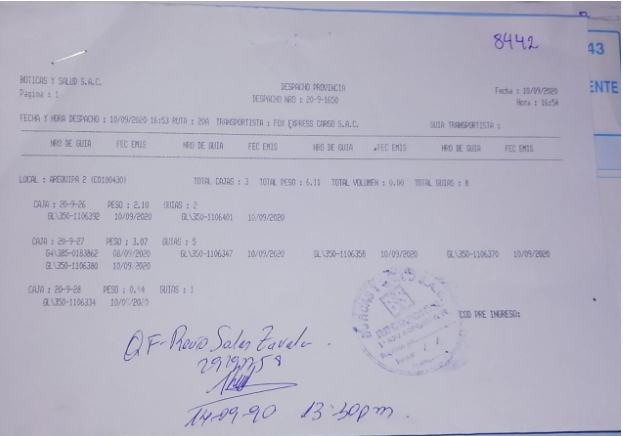 8442
43
ENTE
BOTICAS Y SALUD S.A.C.
Pagina : 1
DESPACHO PROVINCIA
DESPACHO NRO : 20-9-1650
Fecha : 10/09/2020
Hora : 16:54
FECHA Y HORA DESPACHO : 10/09/2020 16:53 RUTA : 20A TRANSPORTISTA : FOX EXPRESS CARGO S.A.C. GUIA TRANSPORTISTA :
NRO DE GUIA FEC EMIS NRO DE GUIA FEC EMIS NRO DE GUIA FEC EMIS NRO DE GUIA FEC EMIS
LOCAL : AREQUIPA 2 (C0100430) TOTAL CAJAS : 3 TOTAL PESO : 6.11 TOTAL VOLUMEN : 0.00 TOTAL GUIAS : 8
CAJA : 20-9-26 PESO : 2.10 GUIAS : 2
GL\350-1106392 10/09/2020 GL\350-1106401 10/09/2020
CAJA : 20-9-27 PESO : 3.07 GUIAS : 5
G4\385-0183862 08/09/2020 GL\350-1106347 10/09/2020 GL\350-1106358 10/09/2020 GL\350-1106370 10/09/2020
GL\350-1106380 10/09/2020
CAJA : 20-9-28 PESO : 0.94 GUIAS : 1
GL\350-1106334 10/09/2020
COD PRE INGRESO:
QF- Salas Zavala
13:30pm.